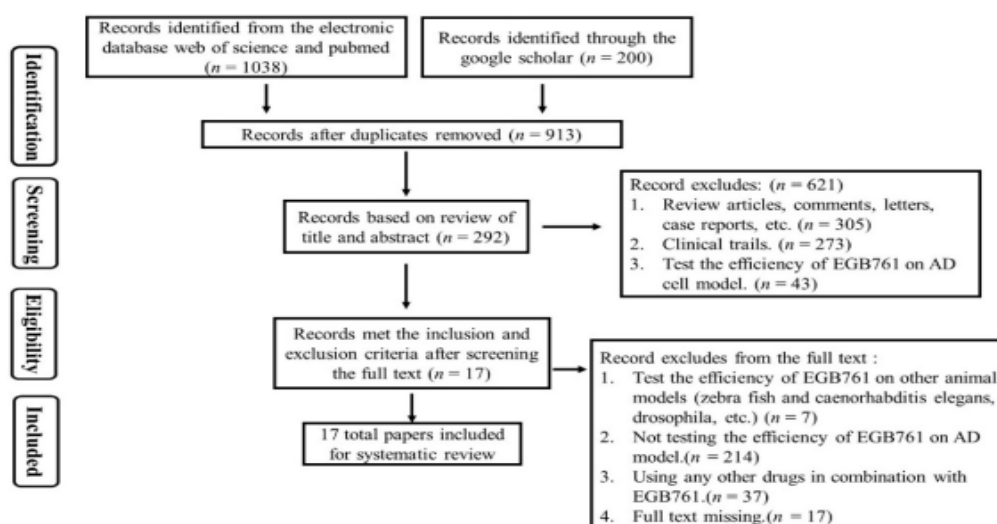 Records identified from the electronic
database web of science and pubmed
(n = 1038)
Records identified through the
google scholar (n = 200)
Identification
Records after duplicates removed (n = 913)
Screening
Records based on review of
title and abstract (n = 292)
Record excludes: (n = 621)
1. Review articles, comments, letters,
case reports, etc. (n = 305)
2. Clinical trails. (n = 273)
3. Test the efficiency of EGB761 on AD
cell model. (n = 43)
Eligibility
Records met the inclusion and
exclusion criteria after screening
the full text (n = 17)
Record excludes from the full text :
1. Test the efficiency of EGB761 on other animal
models (zebra fish and caenorhabditis elegans,
drosophila, etc.) (n = 7)
2. Not testing the efficiency of EGB761 on AD
model.(n = 214)
3. Using any other drugs in combination with
EGB761.(n = 37)
4. Full text missing.(n = 17)
Included
17 total papers included
for systematic review